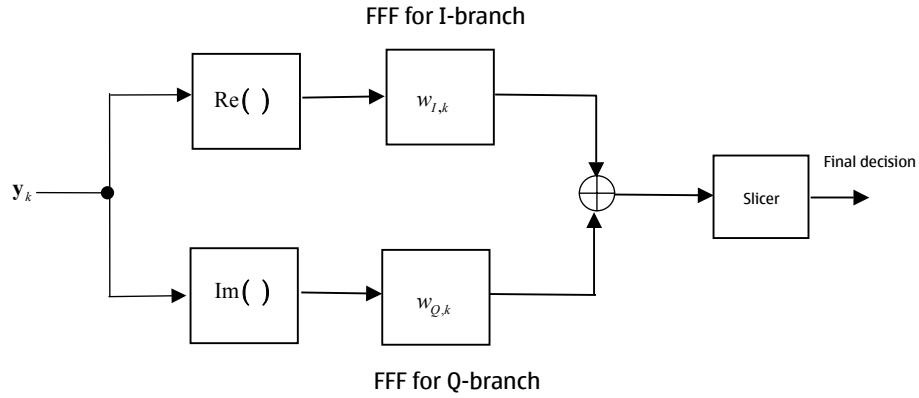 FFF for I-branch
Re( )
w_{I,k}
Final decision
y_k
Slicer
Im( )
w_{Q,k}
FFF for Q-branch